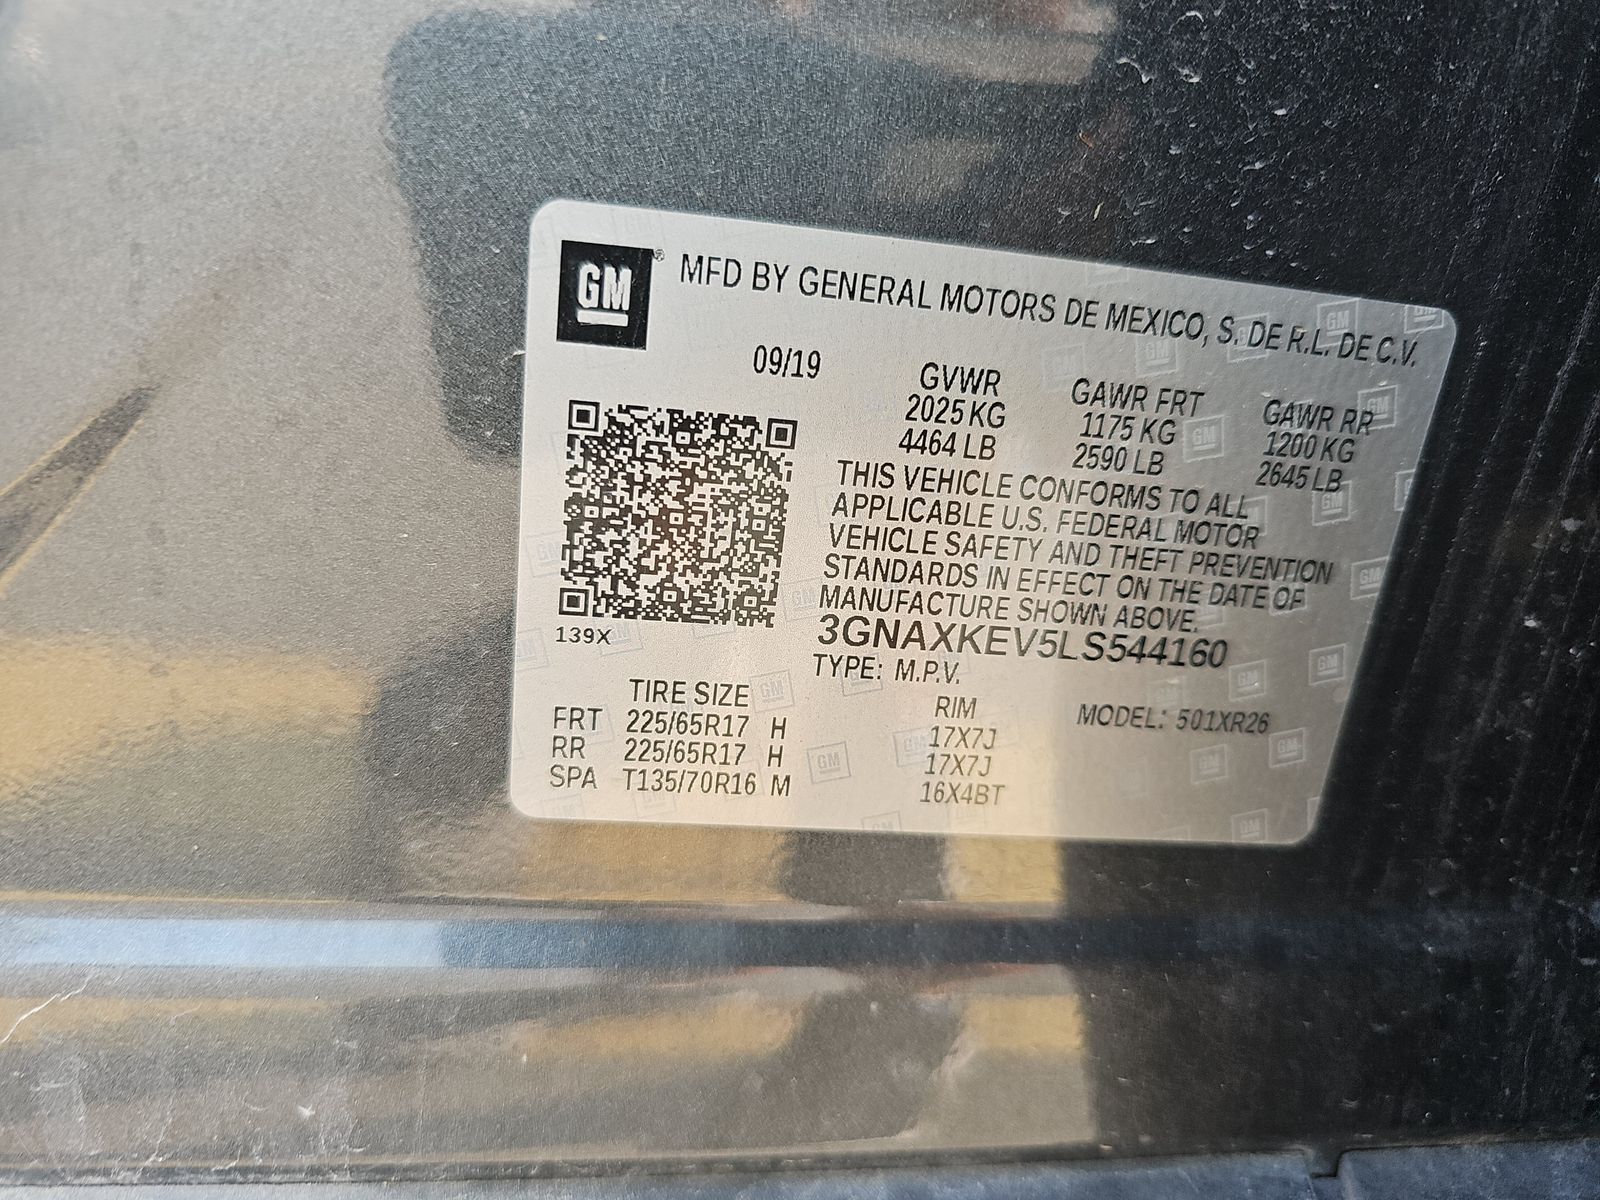 GM® MFD BY GENERAL MOTORS DE MEXICO, S. DE R.L. DE C.V.
09/19
GVWR GAWR FRT GAWR RR
2025 KG 1175 KG 1200 KG
4464 LB 2590 LB 2645 LB
THIS VEHICLE CONFORMS TO ALL
APPLICABLE U.S. FEDERAL MOTOR
VEHICLE SAFETY AND THEFT PREVENTION
STANDARDS IN EFFECT ON THE DATE OF
MANUFACTURE SHOWN ABOVE.
139X
3GNAXKEV5LS544160
TYPE: M.P.V.
TIRE SIZE RIM MODEL: 501XR26
FRT 225/65R17 H 17X7J
RR 225/65R17 H 17X7J
SPA T135/70R16 M 16X4BT